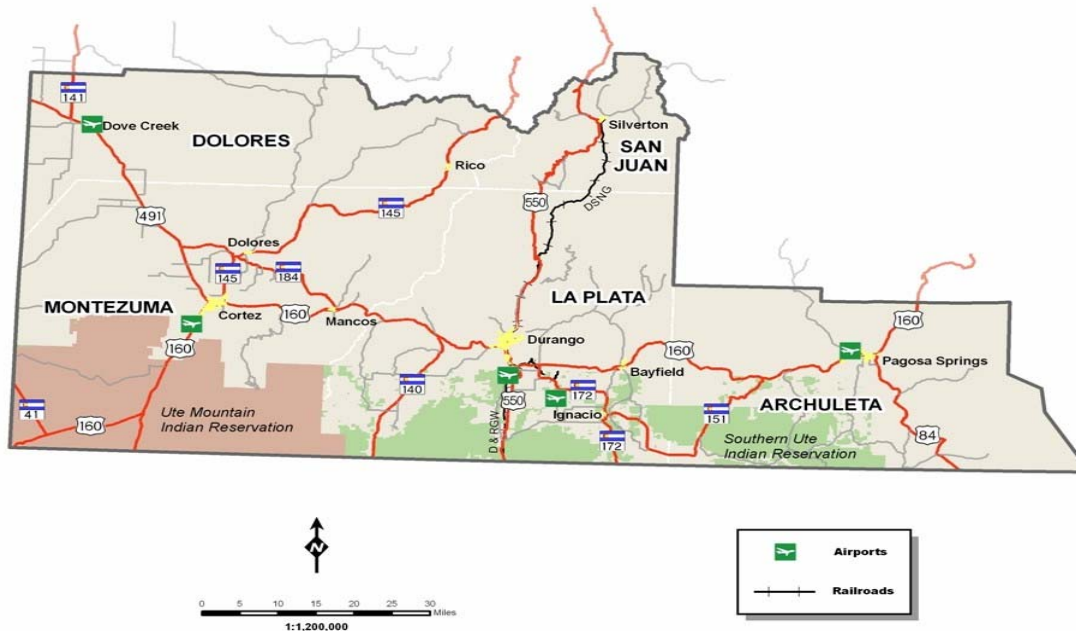 141
Dove Creek
DOLORES
Silverton
SAN
JUAN
Rico
DSNG
550
145
491
Dolores
145
184
MONTEZUMA
Cortez
160
Mancos
LA PLATA
160
Durango
160
Pagosa Springs
160
Bayfield
140
172
550
Ignacio
D & RGW
ARCHULETA
151
41
160
Ute Mountain
Indian Reservation
172
Southern Ute
Indian Reservation
84
N
0 5 10 15 20 25 30
Miles
1:1,200,000
Airports
Railroads